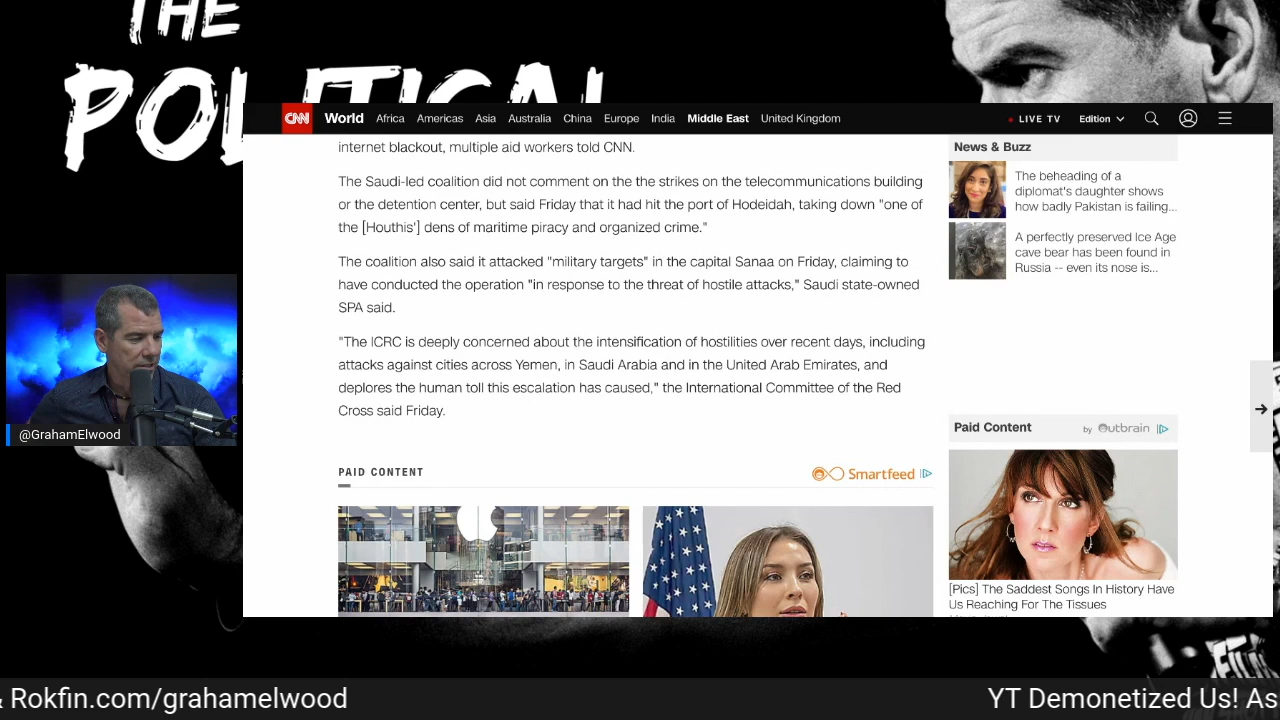 THE
POLITICAL
CNN World Africa Americas Asia Australia China Europe India Middle East United Kingdom LIVE TV Edition
internet blackout, multiple aid workers told CNN.
The Saudi-led coalition did not comment on the the strikes on the telecommunications building
or the detention center, but said Friday that it had hit the port of Hodeidah, taking down "one of
the [Houthis'] dens of maritime piracy and organized crime."
The coalition also said it attacked "military targets" in the capital Sanaa on Friday, claiming to
have conducted the operation "in response to the threat of hostile attacks," Saudi state-owned
SPA said.
"The ICRC is deeply concerned about the intensification of hostilities over recent days, including
attacks against cities across Yemen, in Saudi Arabia and in the United Arab Emirates, and
deplores the human toll this escalation has caused," the International Committee of the Red
Cross said Friday.
PAID CONTENT
Smartfeed
News & Buzz
The beheading of a
diplomat's daughter shows
how badly Pakistan is failing...
A perfectly preserved Ice Age
cave bear has been found in
Russia -- even its nose is...
Paid Content by Outbrain
[Pics] The Saddest Songs In History Have
Us Reaching For The Tissues
@GrahamElwood
& Rokfin.com/grahamelwood YT Demonetized Us! As